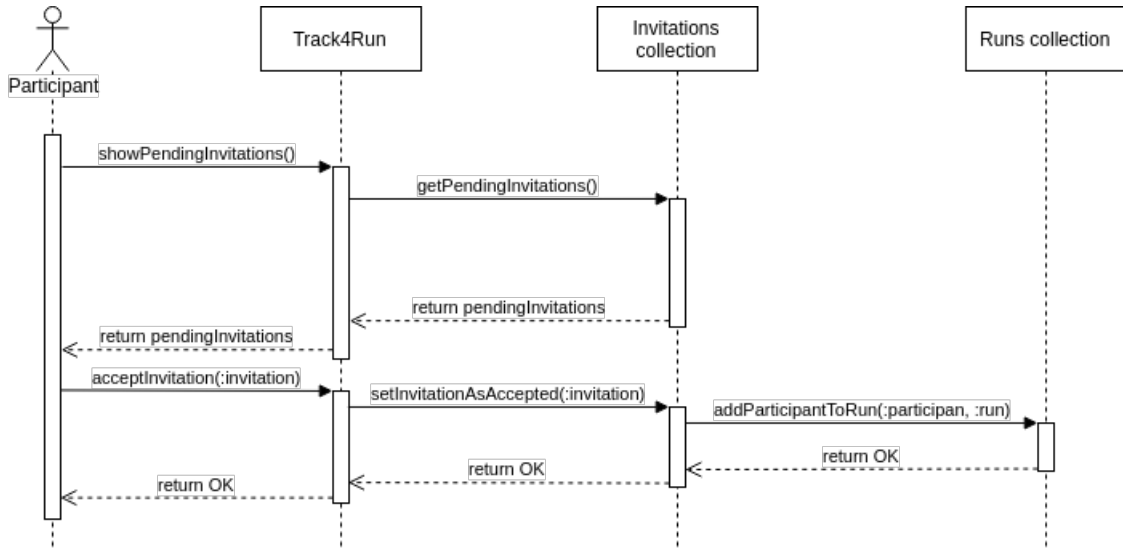 Participant
Track4Run
Invitations
collection
Runs collection
showPendingInvitations()
getPendingInvitations()
return pendingInvitations
return pendingInvitations
acceptInvitation(:invitation)
setInvitationAsAccepted(:invitation)
addParticipantToRun(:participan, :run)
return OK
return OK
return OK